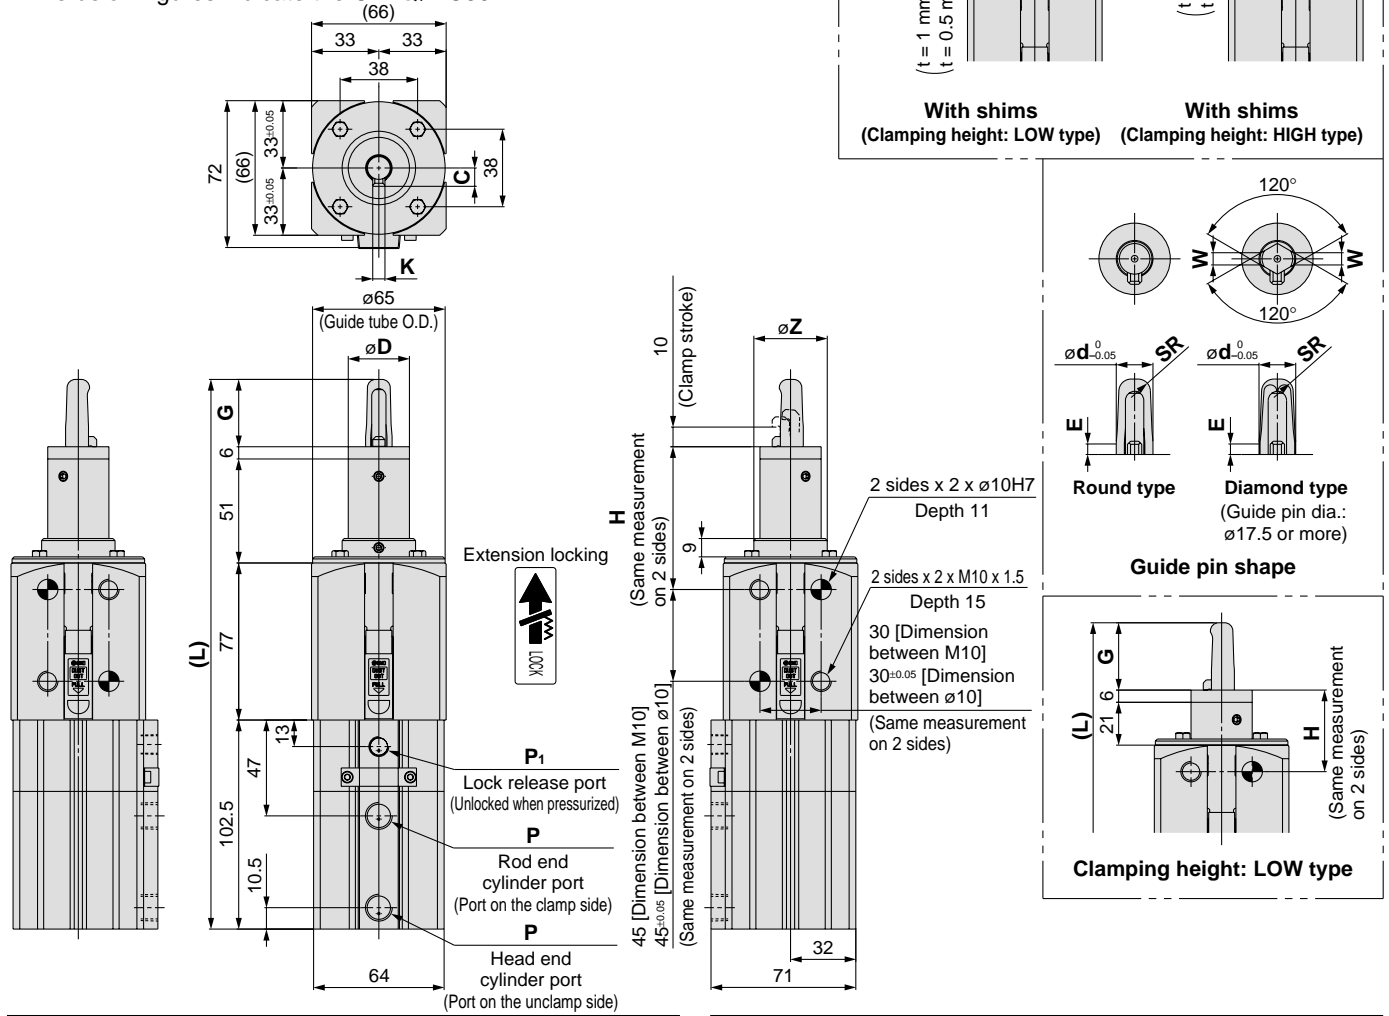 (66)
33
33
38
72
(66)
33±0.05
33±0.05
C
38
K
ø65
(Guide tube O.D.)
øD
G
6
51
77
(L)
13
47
102.5
10.5
64
Extension locking
LOCK
P1
Lock release port
(Unlocked when pressurized)
P
Rod end
cylinder port
(Port on the clamp side)
P
Head end
cylinder port
(Port on the unclamp side)
øZ
10
(Clamp stroke)
H
(Same measurement
on 2 sides)
9
2 sides x 2 x ø10H7
Depth 11
2 sides x 2 x M10 x 1.5
Depth 15
30 [Dimension
between M10]
30±0.05 [Dimension
between ø10]
(Same measurement
on 2 sides)
45 [Dimension between M10]
45±0.05 [Dimension between ø10]
(Same measurement on 2 sides)
32
71
(t = 1 mm
(t = 0.5 m
(t
t
With shims
(Clamping height: LOW type)
With shims
(Clamping height: HIGH type)
120°
W
W
120°
ød 0 -0.05
SR
ød 0 -0.05
SR
E
E
Round type
Diamond type
(Guide pin dia.:
ø17.5 or more)
Guide pin shape
G
6
21
(L)
H
(Same measurement
on 2 sides)
Clamping height: LOW type